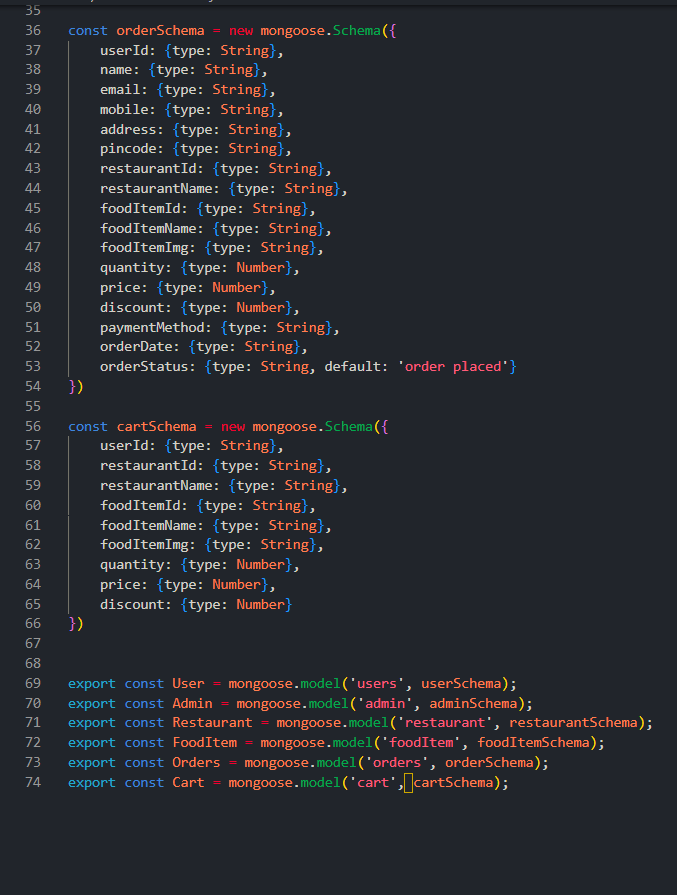 35
36 const orderSchema = new mongoose.Schema({
37     userId: {type: String},
38     name: {type: String},
39     email: {type: String},
40     mobile: {type: String},
41     address: {type: String},
42     pincode: {type: String},
43     restaurantId: {type: String},
44     restaurantName: {type: String},
45     foodItemId: {type: String},
46     foodItemName: {type: String},
47     foodItemImg: {type: String},
48     quantity: {type: Number},
49     price: {type: Number},
50     discount: {type: Number},
51     paymentMethod: {type: String},
52     orderDate: {type: String},
53     orderStatus: {type: String, default: 'order placed'}
54 })
55
56 const cartSchema = new mongoose.Schema({
57     userId: {type: String},
58     restaurantId: {type: String},
59     restaurantName: {type: String},
60     foodItemId: {type: String},
61     foodItemName: {type: String},
62     foodItemImg: {type: String},
63     quantity: {type: Number},
64     price: {type: Number},
65     discount: {type: Number}
66 })
67
68
69 export const User = mongoose.model('users', userSchema);
70 export const Admin = mongoose.model('admin', adminSchema);
71 export const Restaurant = mongoose.model('restaurant', restaurantSchema);
72 export const FoodItem = mongoose.model('foodItem', foodItemSchema);
73 export const Orders = mongoose.model('orders', orderSchema);
74 export const Cart = mongoose.model('cart', cartSchema);